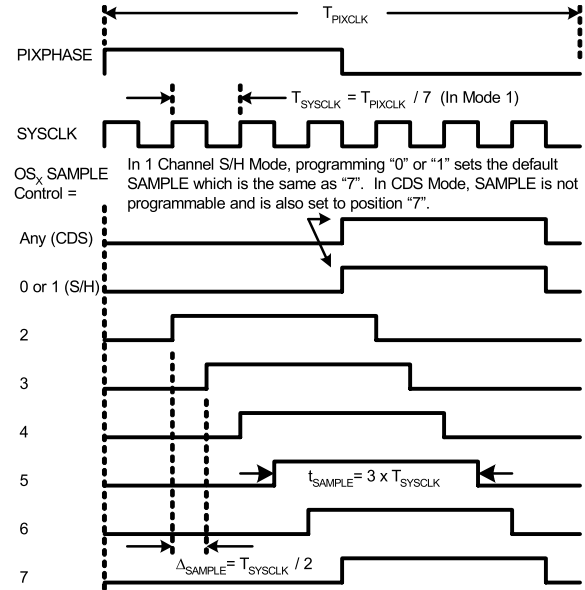 T_PIXCLK
PIXPHASE
T_SYSCLK = T_PIXCLK / 7 (In Mode 1)
SYSCLK
OS_X SAMPLE
Control =
In 1 Channel S/H Mode, programming “0” or “1” sets the default
SAMPLE which is the same as “7”. In CDS Mode, SAMPLE is not
programmable and is also set to position “7”.
Any (CDS)
0 or 1 (S/H)
2
3
4
5
t_SAMPLE= 3 x T_SYSCLK
6
Δ_SAMPLE= T_SYSCLK / 2
7